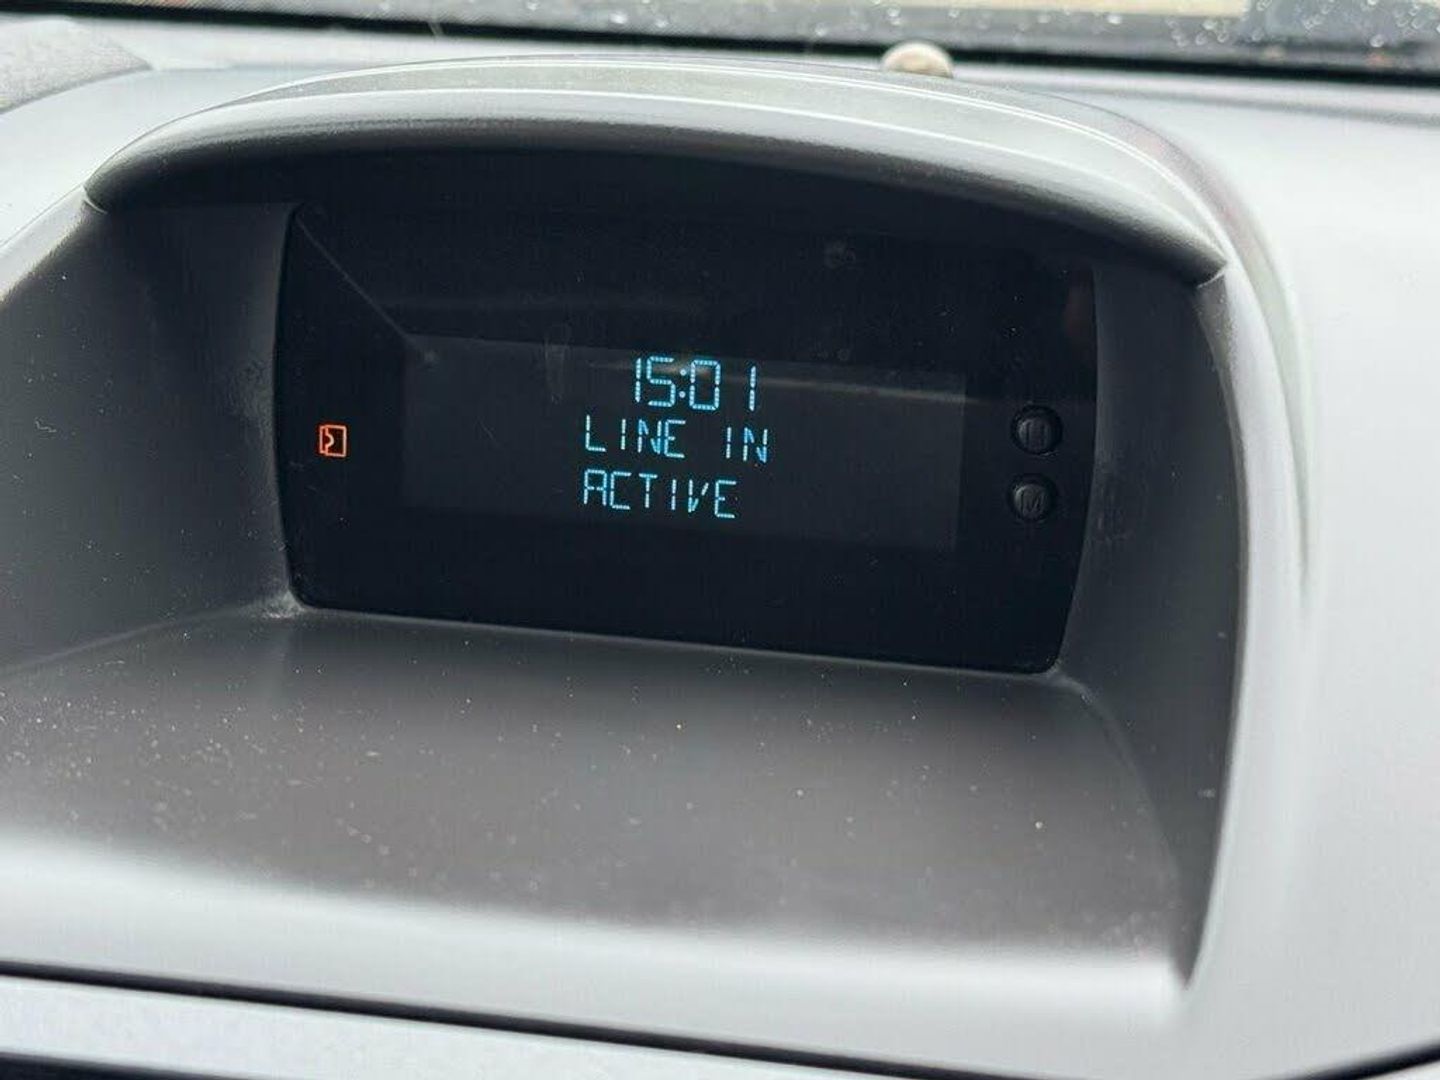 15:01
LINE IN
ACTIVE
H
M